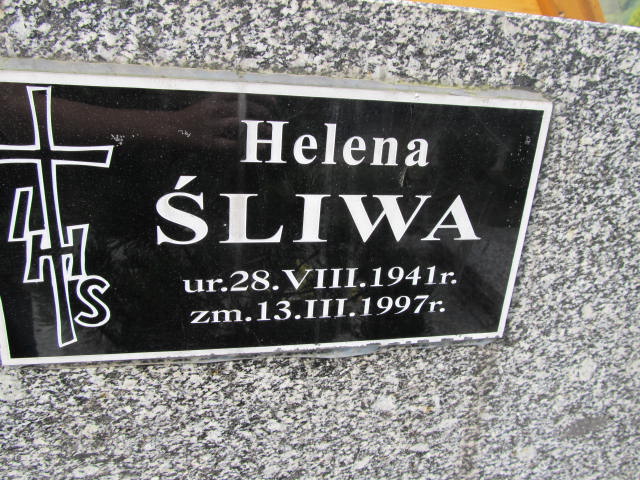 IHS
Helena
ŚLIWA
ur.28.VIII.1941r.
zm.13.III.1997r.